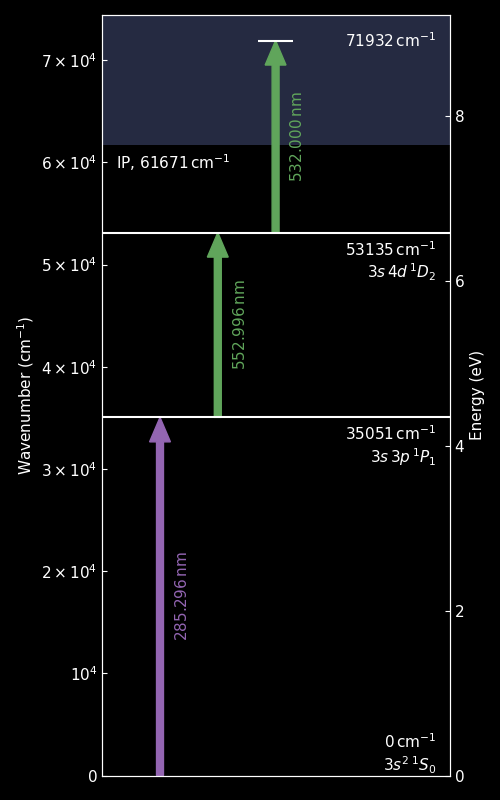 71932 cm⁻¹
7 × 10⁴
8
532.000 nm
IP, 61671 cm⁻¹
6 × 10⁴
53135 cm⁻¹
3s 4d ¹D₂
5 × 10⁴
6
552.996 nm
4 × 10⁴
Wavenumber (cm⁻¹)
Energy (eV)
35051 cm⁻¹
3s 3p ¹P₁
4
3 × 10⁴
285.296 nm
2 × 10⁴
2
10⁴
0 cm⁻¹
3s² ¹S₀
0
0